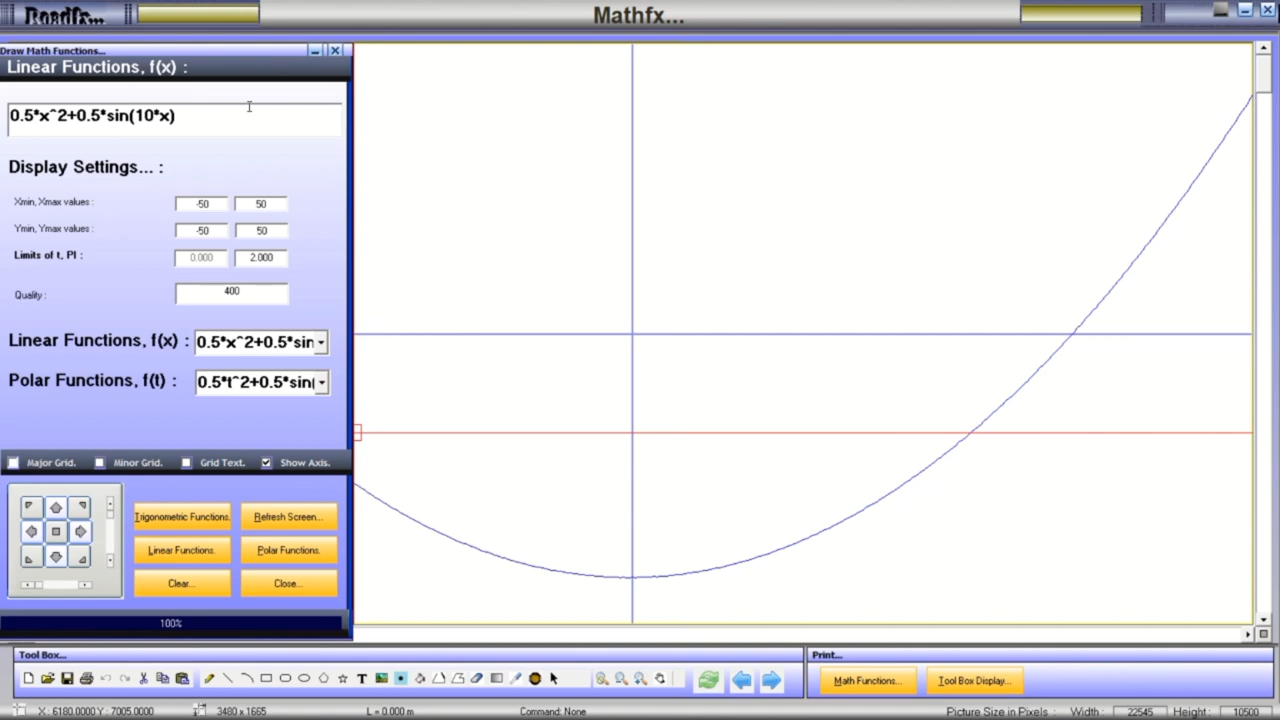 Roadfx...
Mathfx...
Draw Math Functions...
Linear Functions, f(x) :
0.5*x^2+0.5*sin(10*x)
Display Settings... :
Xmin, Xmax values : -50 50
Ymin, Ymax values : -50 50
Limits of t, PI : 0.000 2.000
Quality : 400
Linear Functions, f(x) : 0.5*x^2+0.5*sin
Polar Functions, f(t) : 0.5*t^2+0.5*sin(
Major Grid. Minor Grid. Grid Text. Show Axis.
Trigonometric Functions. Refresh Screen...
Linear Functions. Polar Functions.
Clear... Close...
100%
Tool Box... Print...
T Math Functions... Tool Box Display...
X : 6180.0000 Y : 7005.0000 3480 x 1665 L = 0.000 m Command: None Picture Size in Pixels : Width : 22545 Height : 10500